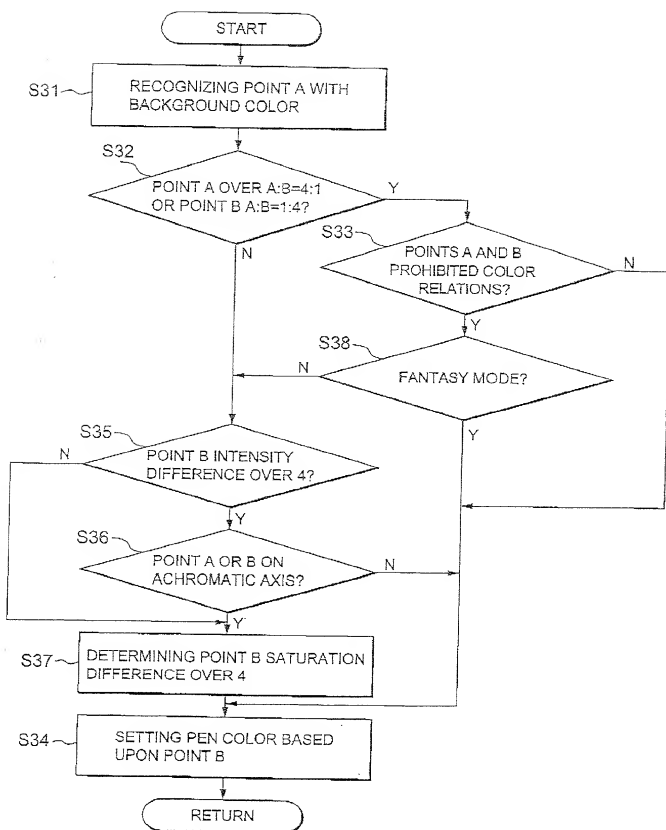 START
S31
RECOGNIZING POINT A WITH
BACKGROUND COLOR
S32
POINT A OVER A:B=4:1
OR POINT B A:B=1:4?
Y
N
S33
POINTS A AND B
PROHIBITED COLOR
RELATIONS?
N
Y
S38
FANTASY MODE?
N
Y
S35
POINT B INTENSITY
DIFFERENCE OVER 4?
N
Y
S36
POINT A OR B ON
ACHROMATIC AXIS?
N
Y
S37
DETERMINING POINT B SATURATION
DIFFERENCE OVER 4
S34
SETTING PEN COLOR BASED
UPON POINT B
RETURN